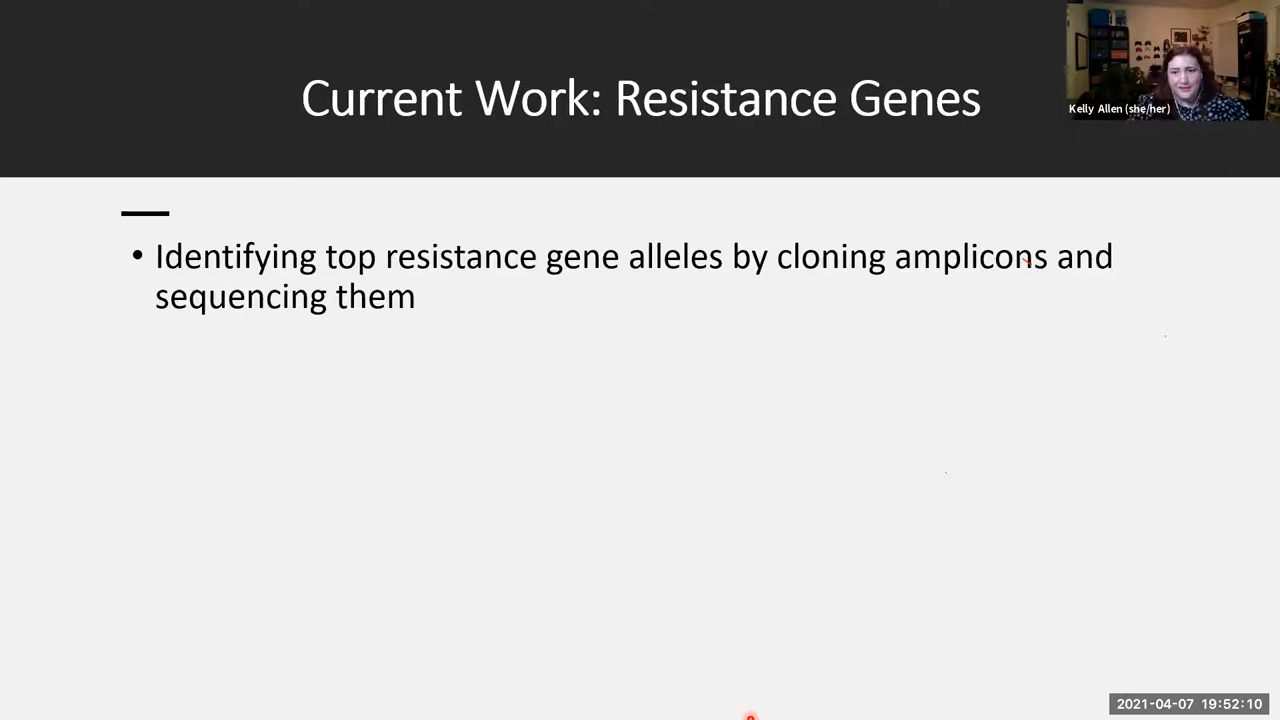 Current Work: Resistance Genes
Kelly Allen (she/her)
• Identifying top resistance gene alleles by cloning amplicons and
sequencing them
2021-04-07 19:52:10